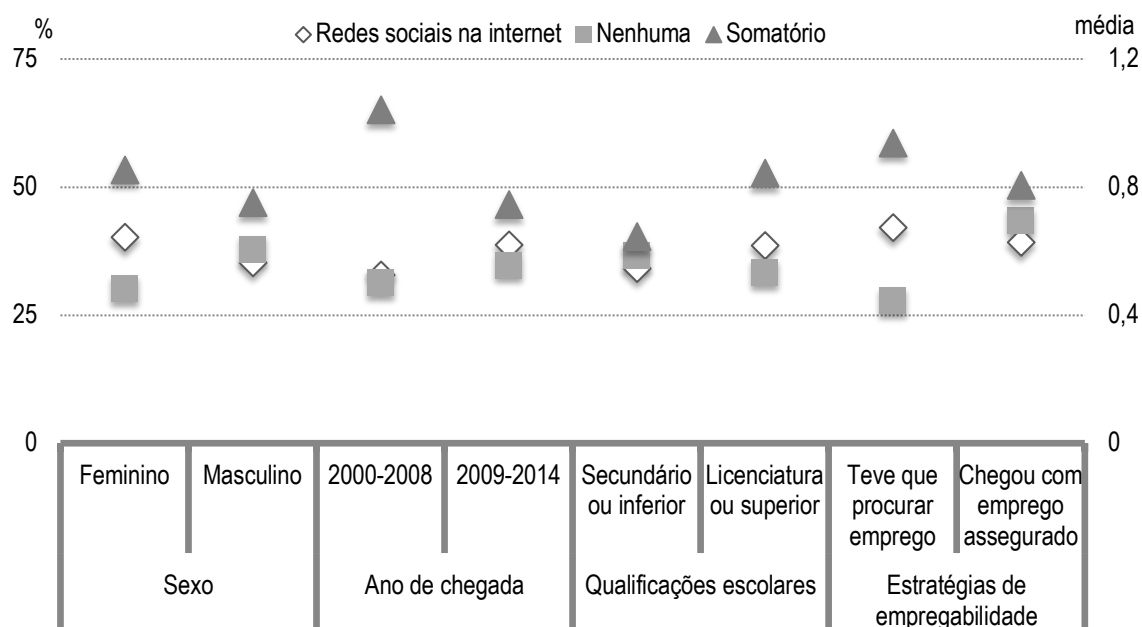 %
Redes sociais na internet Nenhuma Somatório
média
75
1,2
50
0,8
25
0,4
0
0
Feminino Masculino 2000-2008 2009-2014 Secundário ou inferior Licenciatura ou superior Teve que procurar emprego Chegou com emprego assegurado
Sexo Ano de chegada Qualificações escolares Estratégias de empregabilidade